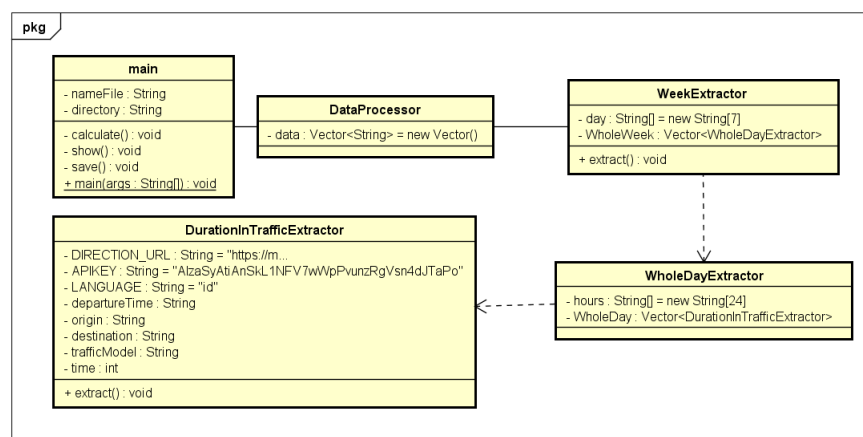 pkg
main
- nameFile : String
- directory : String
- calculate() : void
- show() : void
- save() : void
+ main(args : String[]) : void
DataProcessor
- data : Vector<String> = new Vector()
WeekExtractor
- day : String[] = new String[7]
- WholeWeek : Vector<WholeDayExtractor>
+ extract() : void
DurationInTrafficExtractor
- DIRECTION_URL : String = "https://m...
- APIKEY : String = "AIzaSyAtiAnSkL1NFV7wWpPvunzRgVsn4dJTaPo"
- LANGUAGE : String = "id"
- departureTime : String
- origin : String
- destination : String
- trafficModel : String
- time : int
+ extract() : void
WholeDayExtractor
- hours : String[] = new String[24]
- WholeDay : Vector<DurationInTrafficExtractor>